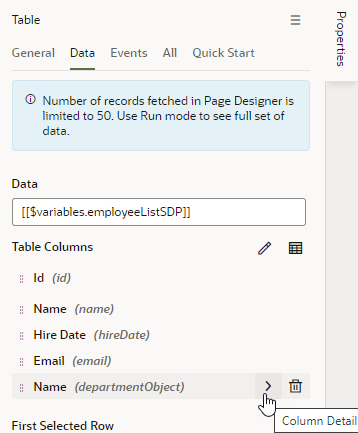 Table
Properties
General Data Events All Quick Start
Number of records fetched in Page Designer is
limited to 50. Use Run mode to see full set of
data.
Data
[[$variables.employeeListSDP]]
Table Columns
Id (id)
Name (name)
Hire Date (hireDate)
Email (email)
Name (departmentObject)
Column Detail
First Selected Row